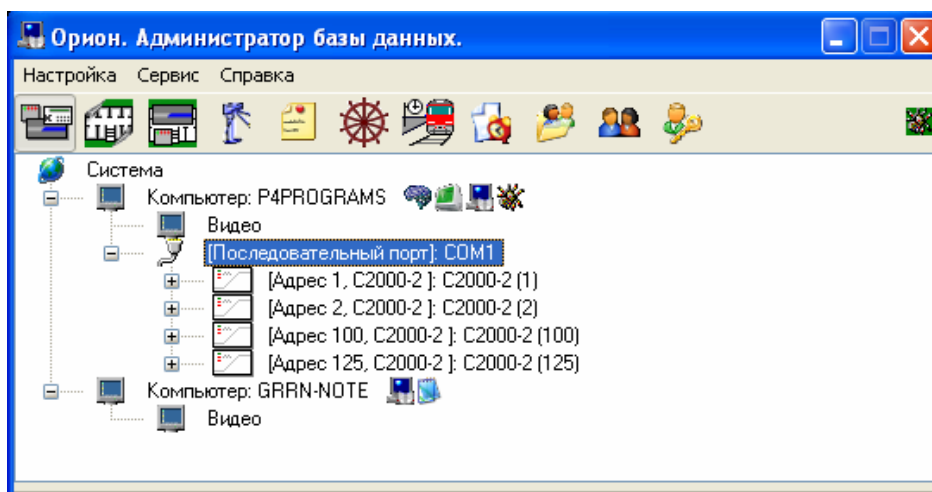 Орион. Администратор базы данных.
Настройка Сервис Справка
Система
Компьютер: P4PROGRAMS
Видео
[Последовательный порт]: COM1
[Адрес 1, С2000-2 ]: С2000-2 (1)
[Адрес 2, С2000-2 ]: С2000-2 (2)
[Адрес 100, С2000-2 ]: С2000-2 (100)
[Адрес 125, С2000-2 ]: С2000-2 (125)
Компьютер: GRRN-NOTE
Видео